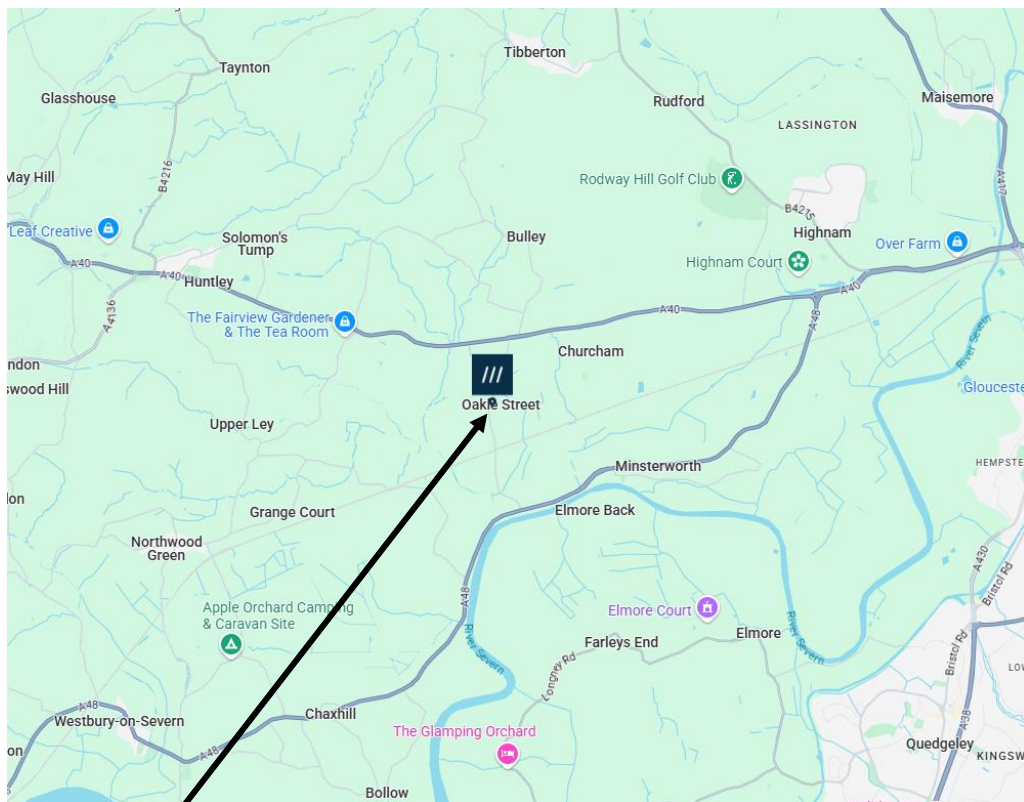 Tibberton
Taynton
Glasshouse
Rudford
Maisemore
LASSINGTON
B4216
May Hill
Rodway Hill Golf Club
A417
B4215
Leaf Creative
Solomon's
Tump
Bulley
Highnam
Over Farm
A40
A40
Huntley
Highnam Court
A40
A4136
The Fairview Gardener
& The Tea Room
A40
A48
River Severn
Churcham
ndon
swood Hill
///
Oakle Street
Glouceste
Upper Ley
Minsterworth
HEMPSTE
lon
Grange Court
Elmore Back
Northwood
Green
A430
Bristol Rd
A48
Apple Orchard Camping
& Caravan Site
Elmore Court
River Severn
Farleys End
Elmore
River Severn
Bristol Rd
LOW
Longney Rd
A48
Westbury-on-Severn
Chaxhill
A48
A38
The Glamping Orchard
on
Quedgeley
KINGSW
Bollow